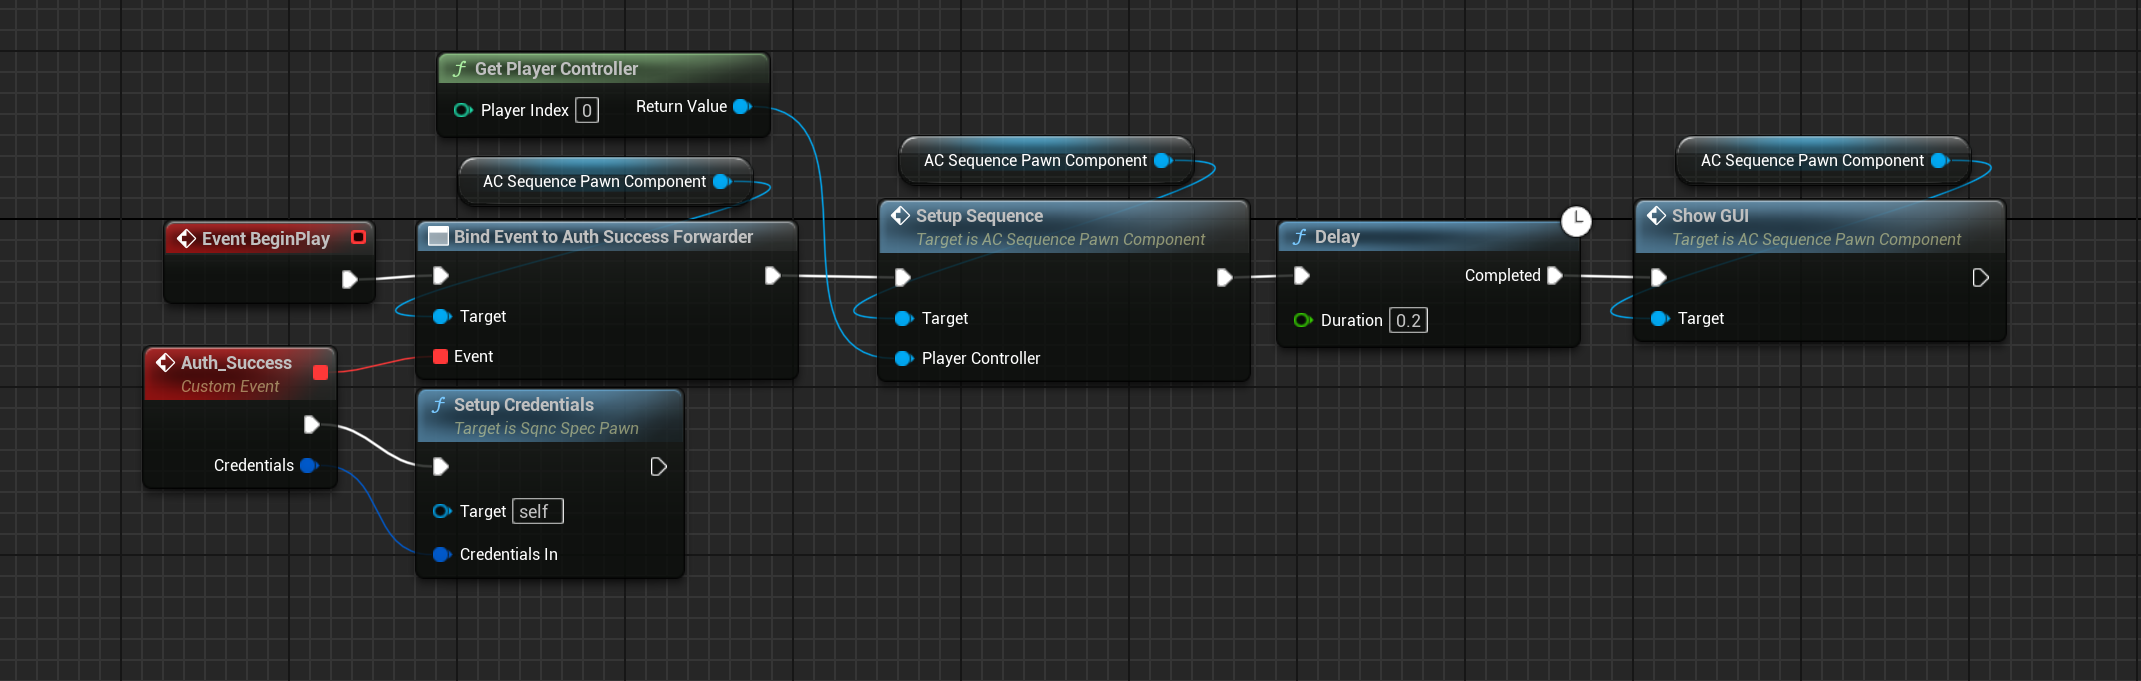 Get Player Controller
Player Index 0
Return Value
AC Sequence Pawn Component
AC Sequence Pawn Component
AC Sequence Pawn Component
Event BeginPlay
Bind Event to Auth Success Forwarder
Target
Event
Setup Sequence
Target is AC Sequence Pawn Component
Target
Player Controller
Delay
Completed
Duration 0.2
Show GUI
Target is AC Sequence Pawn Component
Target
Auth_Success
Custom Event
Credentials
Setup Credentials
Target is Sqnc Spec Pawn
Target self
Credentials In